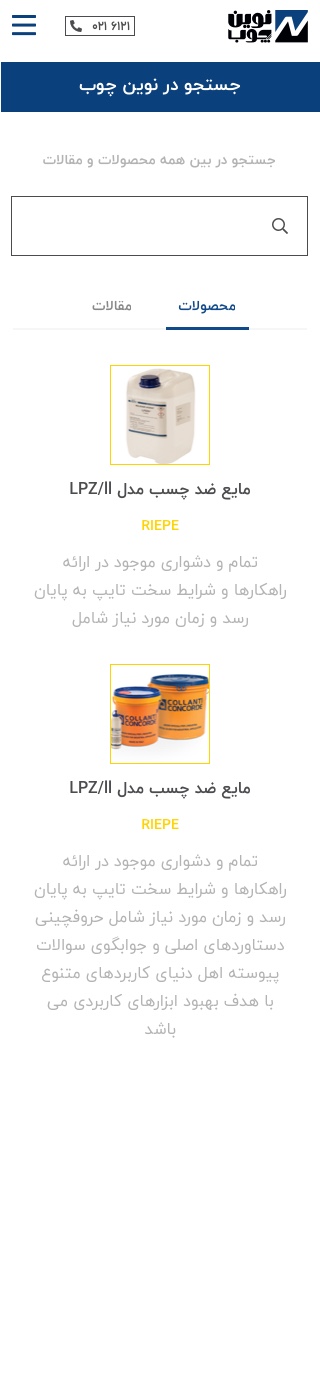 نوین چوب
۰۲۱ ۶۱۲۱
جستجو در نوین چوب
جستجو در بین همه محصولات و مقالات
محصولات
مقالات
مایع ضد چسب مدل LPZ/II
RIEPE
تمام و دشواری موجود در ارائه
راهکارها و شرایط سخت تایپ به پایان
رسد و زمان مورد نیاز شامل
COLLANTI
CONCORDE
COLLANTI
CONCORDE
مایع ضد چسب مدل LPZ/II
RIEPE
تمام و دشواری موجود در ارائه
راهکارها و شرایط سخت تایپ به پایان
رسد و زمان مورد نیاز شامل حروفچینی
دستاوردهای اصلی و جوابگوی سوالات
پیوسته اهل دنیای کاربردهای متنوع
با هدف بهبود ابزارهای کاربردی می
باشد